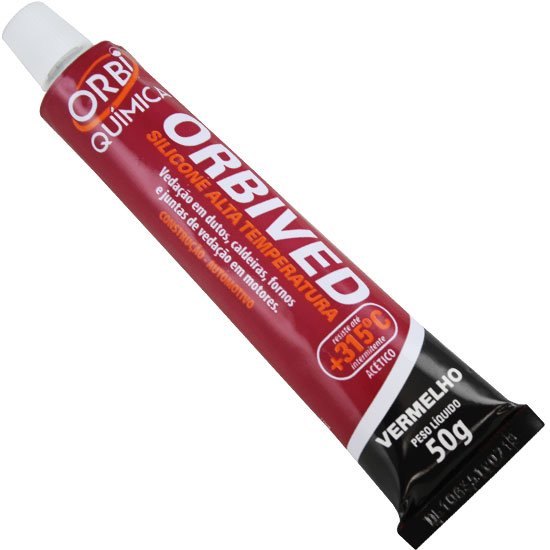 ORBI
QUÍMICA
ORBIVED
SILICONE ALTA TEMPERATURA
Vedação em dutos, caldeiras, fornos
e juntas de vedação em motores.
CONSTRUÇÃO - AUTOMOTIVO
resiste até
+315ºC
intermitente
ACÉTICO
VERMELHO
PESO LÍQUIDO
50g